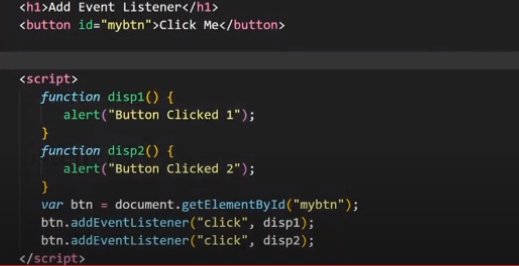 <h1>Add Event Listener</h1>
<button id="mybtn">Click Me</button>
<script>
function disp1() {
alert("Button Clicked 1");
}
function disp2() {
alert("Button Clicked 2");
}
var btn = document.getElementById("mybtn");
btn.addEventListener("click", disp1);
btn.addEventListener("click", disp2);
</script>